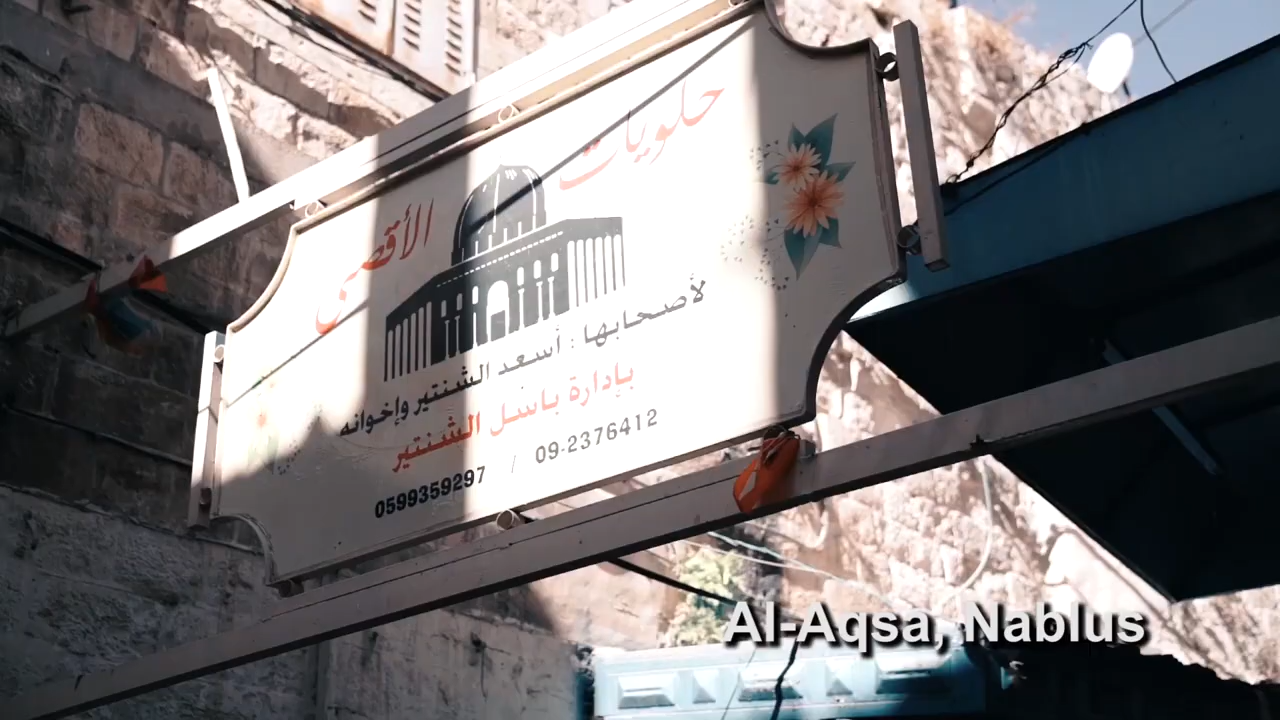 حلويات الأقصى
لأصحابها : أسعد الشنتير وإخوانه
بإدارة باسل الشنتير
0599359297 / 09-2376412
Al-Aqsa, Nablus